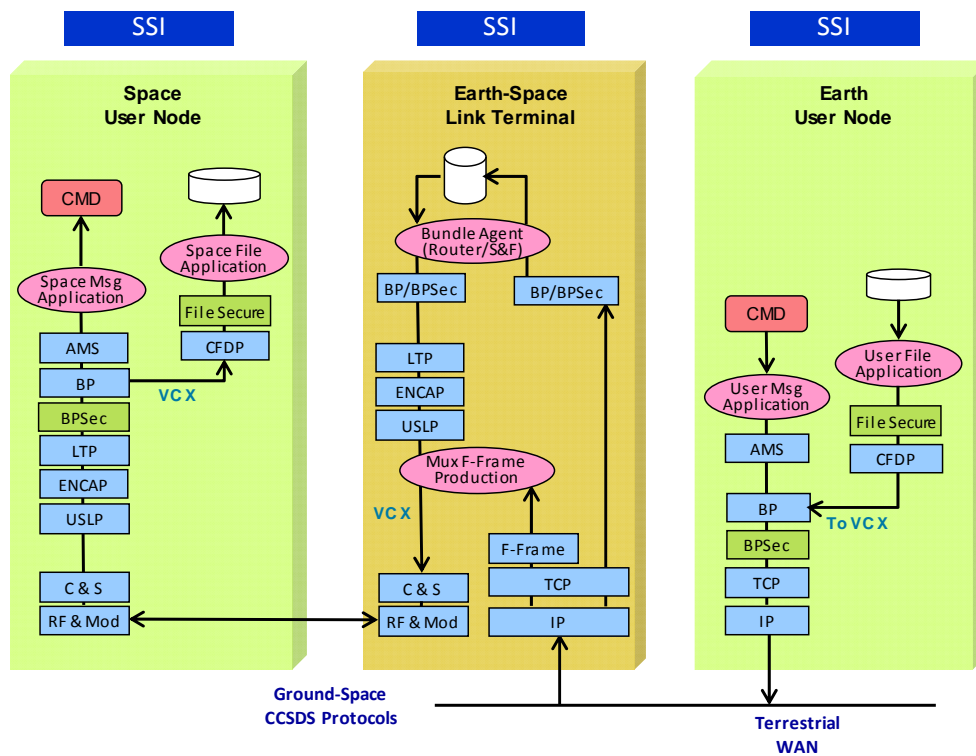 SSI
SSI
SSI
Space
User Node
CMD
Space File
Application
Space Msg
Application
File Secure
AMS
CFDP
BP
VC X
BPSec
LTP
ENCAP
USLP
C & S
RF & Mod
Earth-Space
Link Terminal
Bundle Agent
(Router/S&F)
BP/BPSec
BP/BPSec
LTP
ENCAP
USLP
Mux F-Frame
Production
VC X
F-Frame
C & S
TCP
RF & Mod
IP
Earth
User Node
CMD
User File
Application
User Msg
Application
File Secure
AMS
CFDP
BP
To VC X
BPSec
TCP
IP
Ground-Space
CCSDS Protocols
Terrestrial
WAN